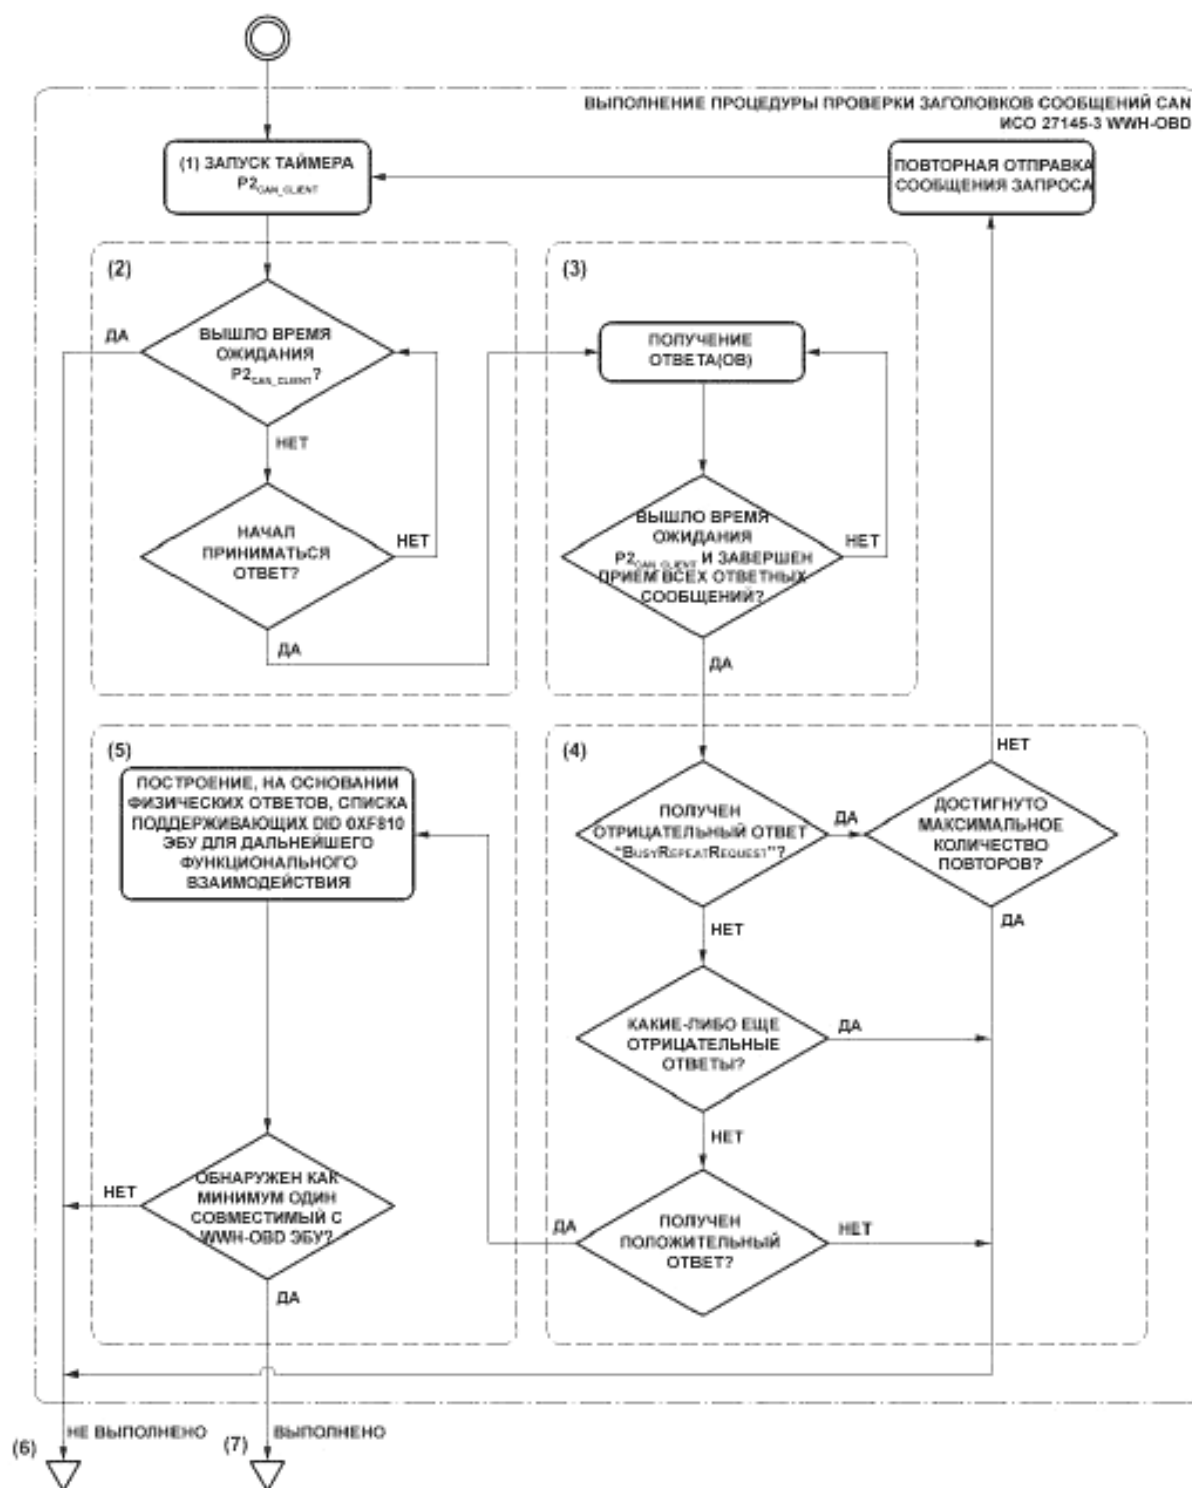 ВЫПОЛНЕНИЕ ПРОЦЕДУРЫ ПРОВЕРКИ ЗАГОЛОВКОВ СООБЩЕНИЙ CAN
ИСО 27145-3 WWH-OBD
(1) ЗАПУСК ТАЙМЕРА
P2CAN_CLIENT
ПОВТОРНАЯ ОТПРАВКА
СООБЩЕНИЯ ЗАПРОСА
(2)
ДА
ВЫШЛО ВРЕМЯ
ОЖИДАНИЯ
P2CAN_CLIENT?
НЕТ
НАЧАЛ
ПРИНИМАТЬСЯ
ОТВЕТ?
НЕТ
ДА
(3)
ПОЛУЧЕНИЕ
ОТВЕТА(ОВ)
ВЫШЛО ВРЕМЯ
ОЖИДАНИЯ
P2CAN_CLIENT И ЗАВЕРШЕН
ПРИЕМ ВСЕХ ОТВЕТНЫХ
СООБЩЕНИЙ?
НЕТ
ДА
(4)
ПОЛУЧЕН
ОТРИЦАТЕЛЬНЫЙ ОТВЕТ
"BUSYREPEATREQUEST"?
ДА
НЕТ
НЕТ
ДОСТИГНУТО
МАКСИМАЛЬНОЕ
КОЛИЧЕСТВО
ПОВТОРОВ?
ДА
КАКИЕ-ЛИБО ЕЩЕ
ОТРИЦАТЕЛЬНЫЕ
ОТВЕТЫ?
ДА
НЕТ
ПОЛУЧЕН
ПОЛОЖИТЕЛЬНЫЙ
ОТВЕТ?
ДА
НЕТ
(5)
ПОСТРОЕНИЕ, НА ОСНОВАНИИ
ФИЗИЧЕСКИХ ОТВЕТОВ, СПИСКА
ПОДДЕРЖИВАЮЩИХ DID 0XF810
ЭБУ ДЛЯ ДАЛЬНЕЙШЕГО
ФУНКЦИОНАЛЬНОГО
ВЗАИМОДЕЙСТВИЯ
НЕТ
ОБНАРУЖЕН КАК
МИНИМУМ ОДИН
СОВМЕСТИМЫЙ С
WWH-OBD ЭБУ?
ДА
(6)
НЕ ВЫПОЛНЕНО
(7)
ВЫПОЛНЕНО